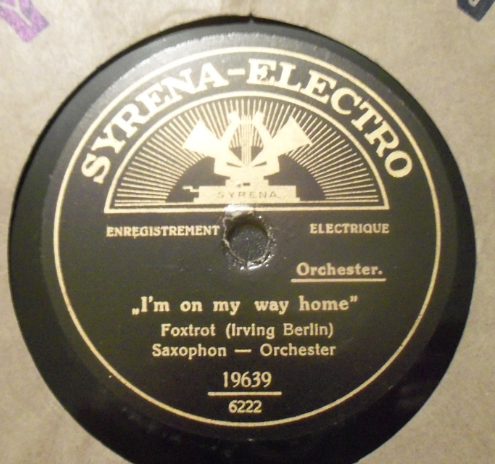 SYRENA-ELECTRO
SYRENA
ENREGISTREMENT ELECTRIQUE
Orchester.
„I'm on my way home"
Foxtrot (Irving Berlin)
Saxophon — Orchester
19639
6222